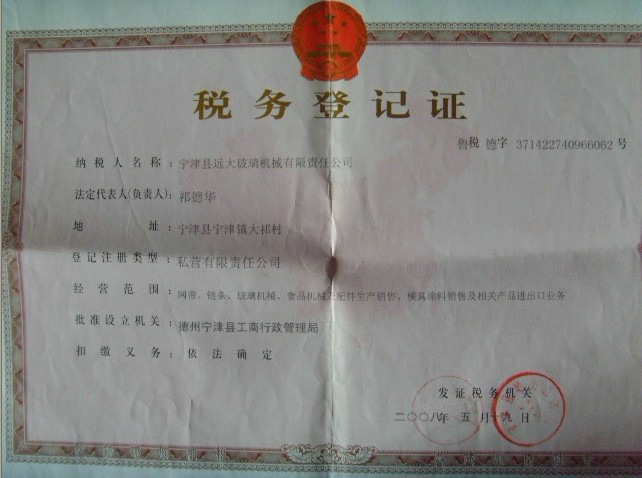 税务登记证
鲁税 德字 371422740966062 号
纳税人名称：宁津县远大玻璃机械有限责任公司
法定代表人(负责人)：祁德华
地址：宁津县宁津镇大祁村
登记注册类型：私营有限责任公司
经营范围：网带、链条、玻璃机械、食品机械及配件生产销售，模具涂料销售及相关产品进出口业务
批准设立机关：德州宁津县工商行政管理局
扣缴义务：依法确定
发证税务机关
二〇〇八年 五月 十九日